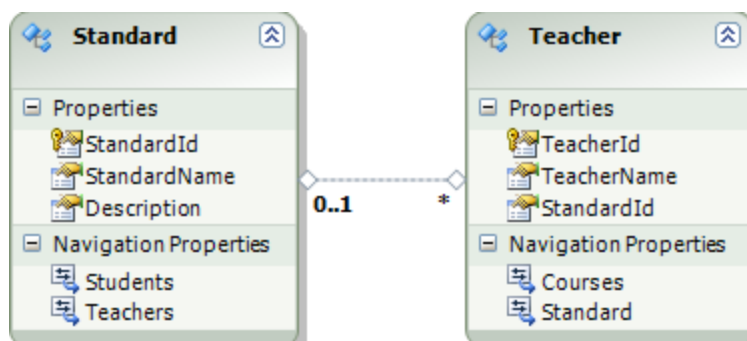 Standard
Properties
StandardId
StandardName
Description
Navigation Properties
Students
Teachers
0..1
*
Teacher
Properties
TeacherId
TeacherName
StandardId
Navigation Properties
Courses
Standard